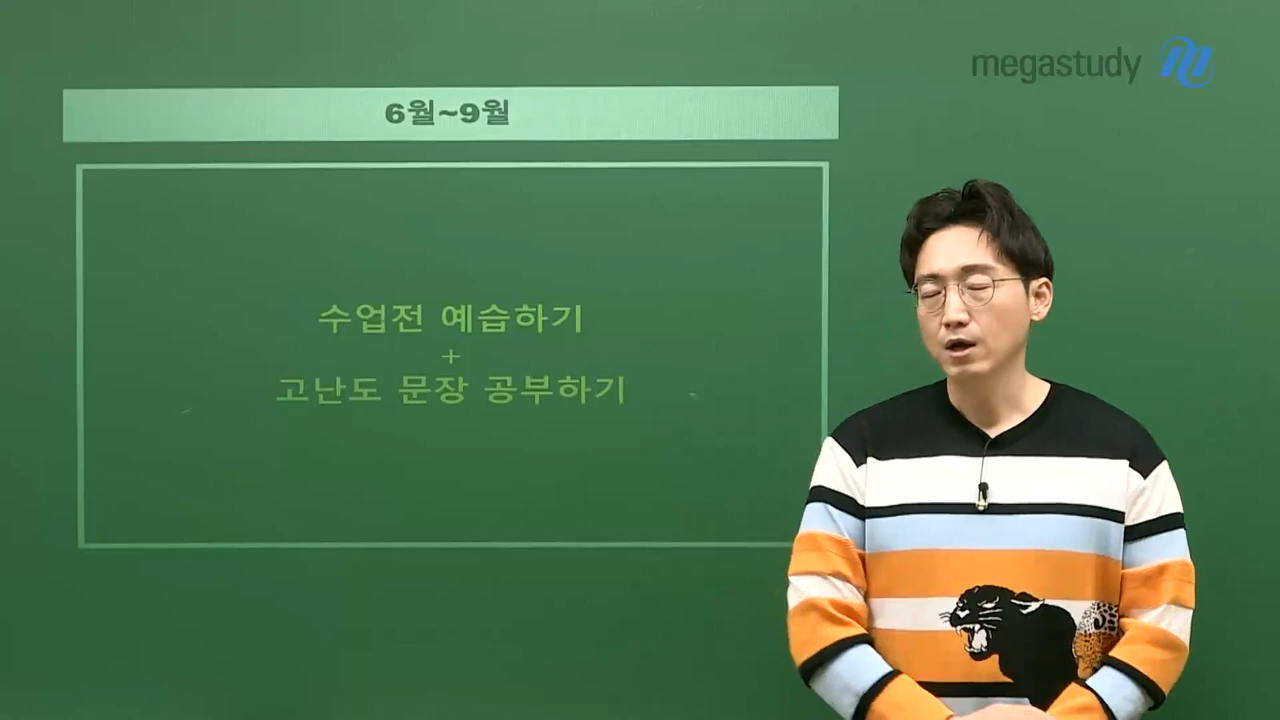 megastudy
6월~9월
수업전 예습하기
+
고난도 문장 공부하기